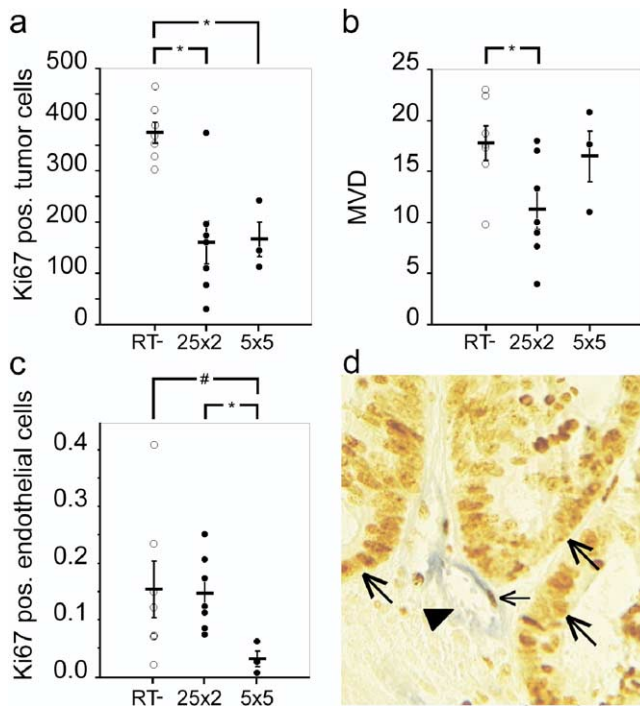 a
*
*
Ki67 pos. tumor cells
500
400
300
200
100
0
RT- 25x2 5x5
b
*
MVD
25
20
15
10
5
0
RT- 25x2 5x5
c
#
*
Ki67 pos. endothelial cells
0.4
0.3
0.2
0.1
0.0
RT- 25x2 5x5
d